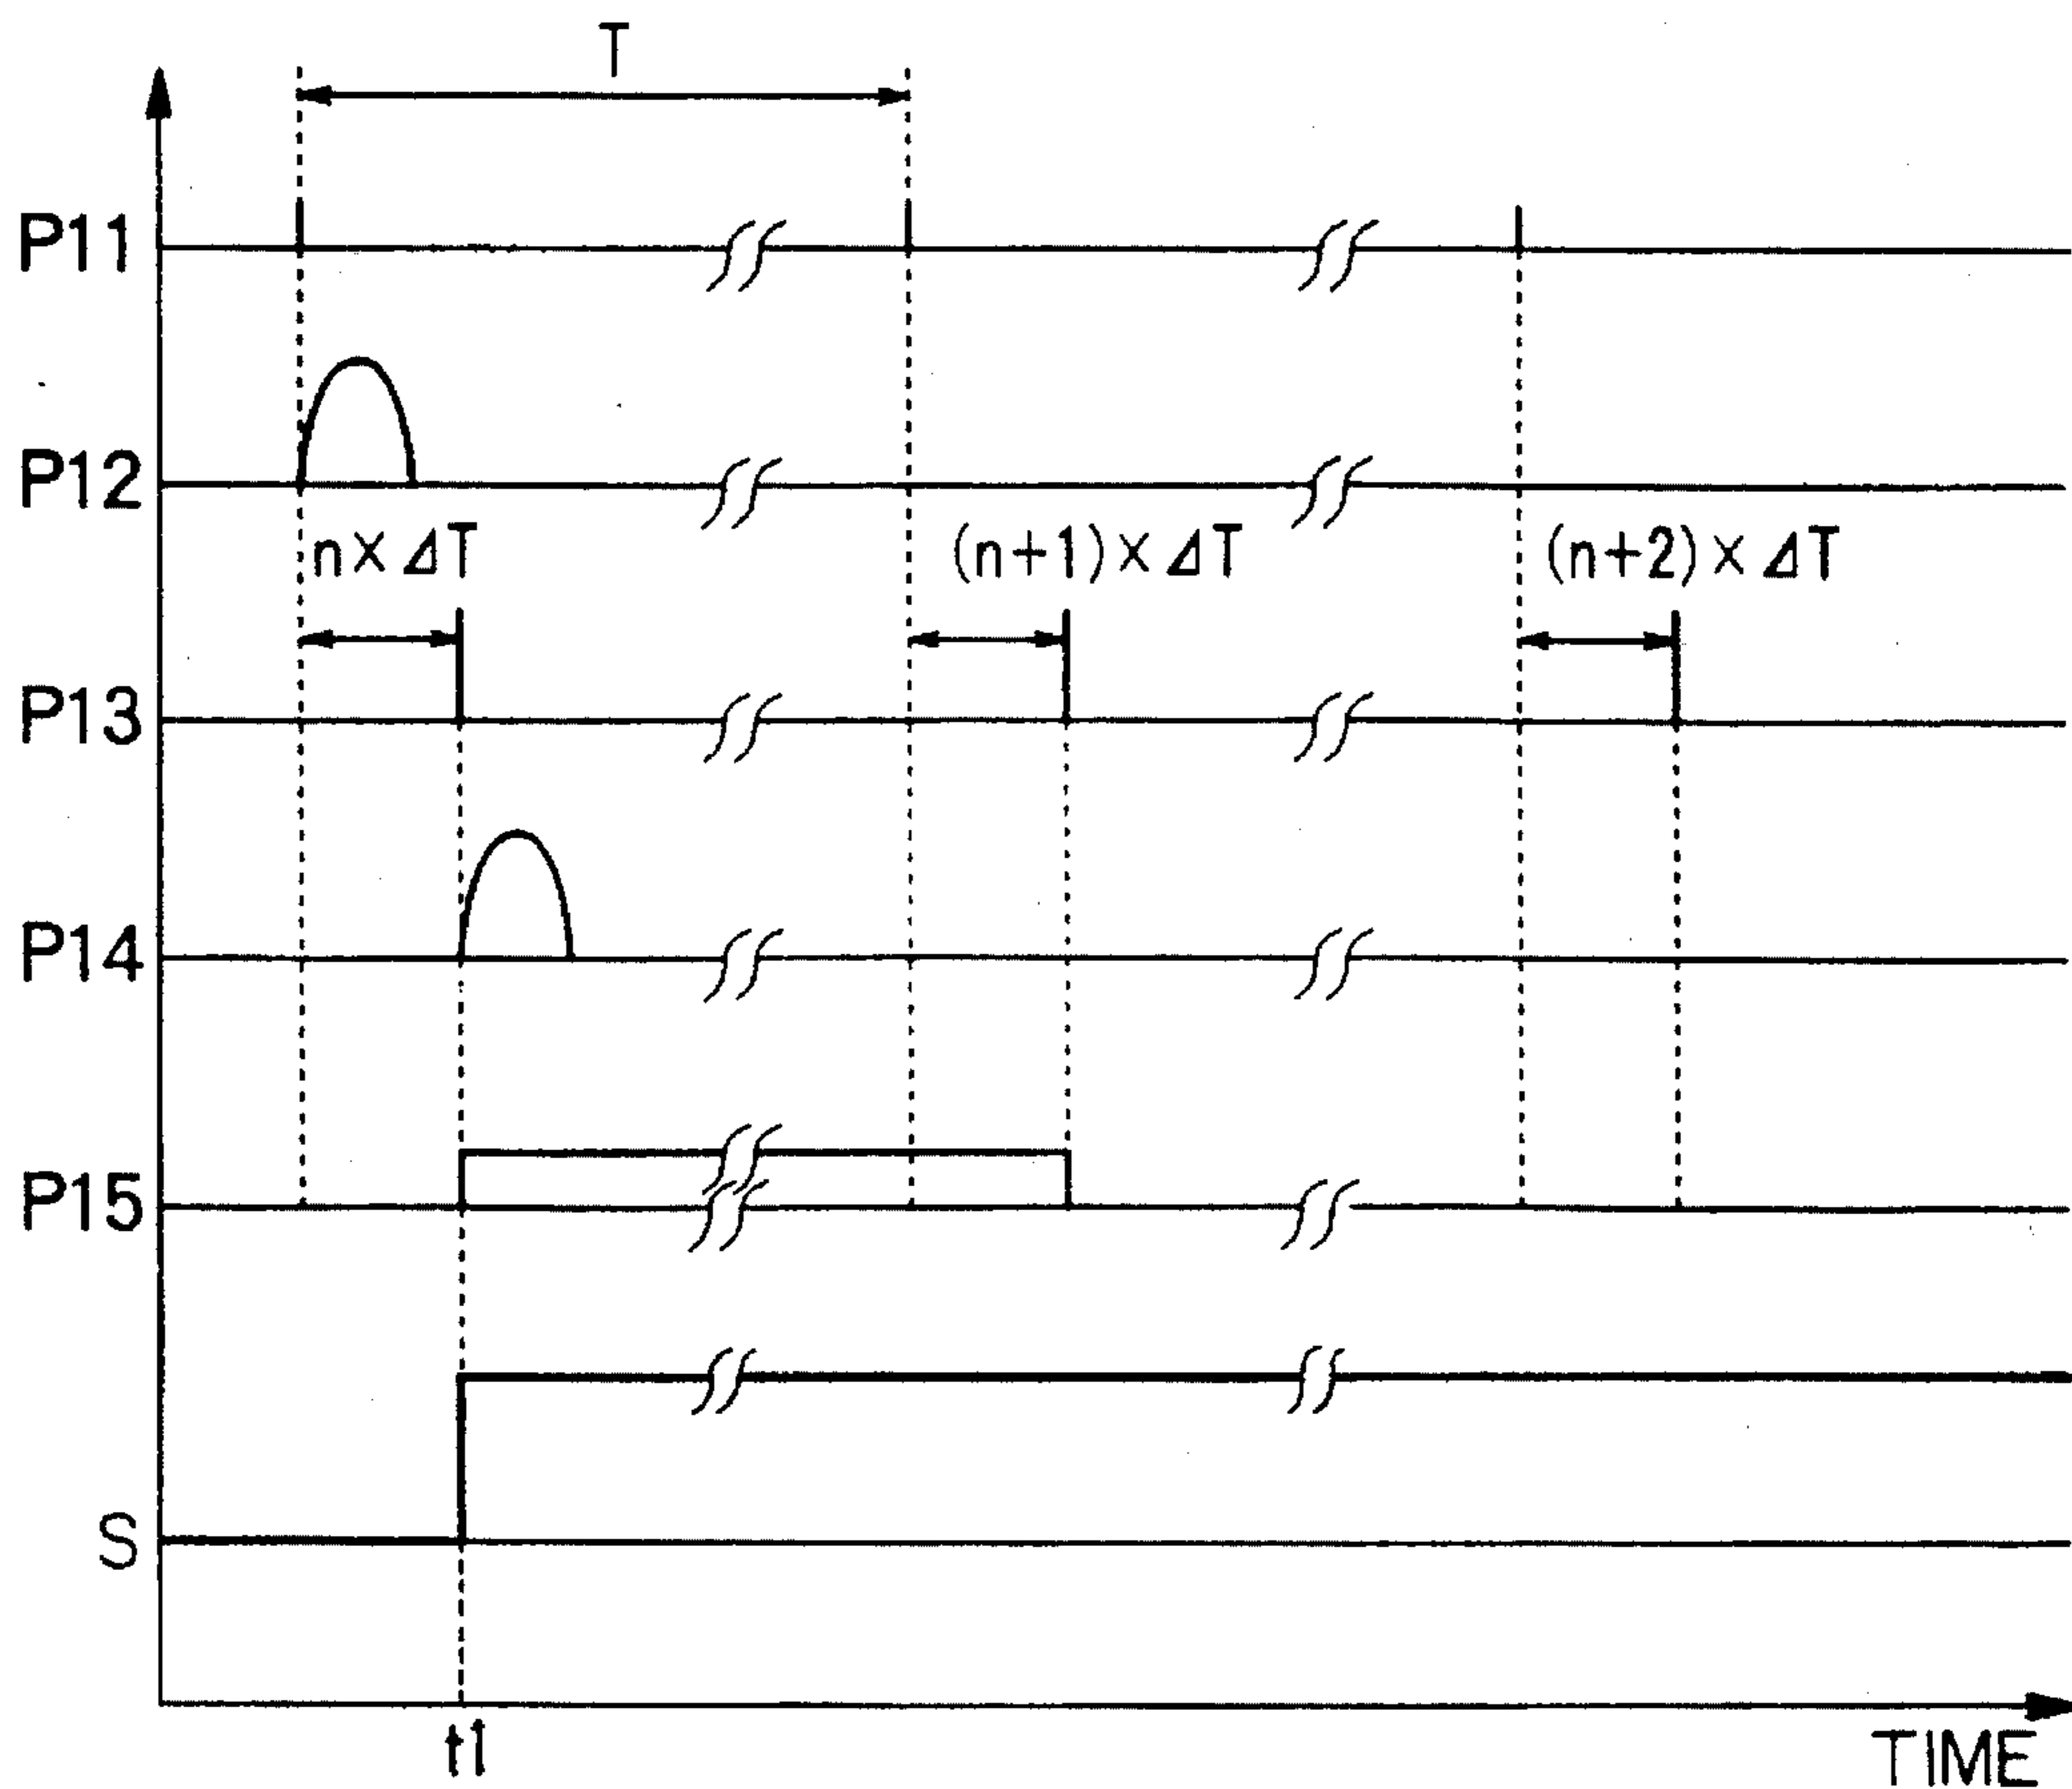 T
P11
P12
n×ΔT
(n+1)×ΔT
(n+2)×ΔT
P13
P14
P15
S
t1
TIME